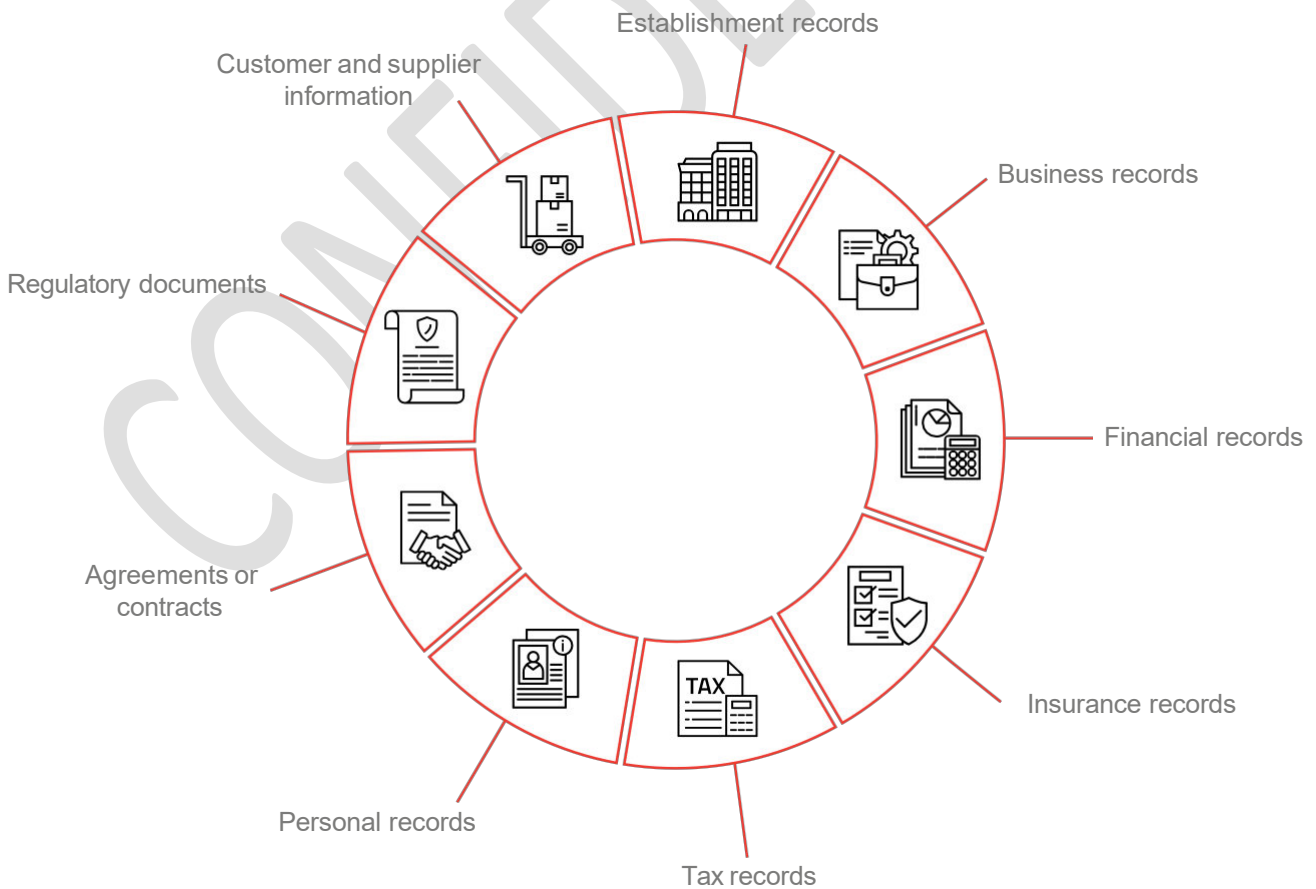 Establishment records
Customer and supplier
information
Business records
Regulatory documents
Financial records
Agreements or
contracts
TAX
Insurance records
Personal records
Tax records